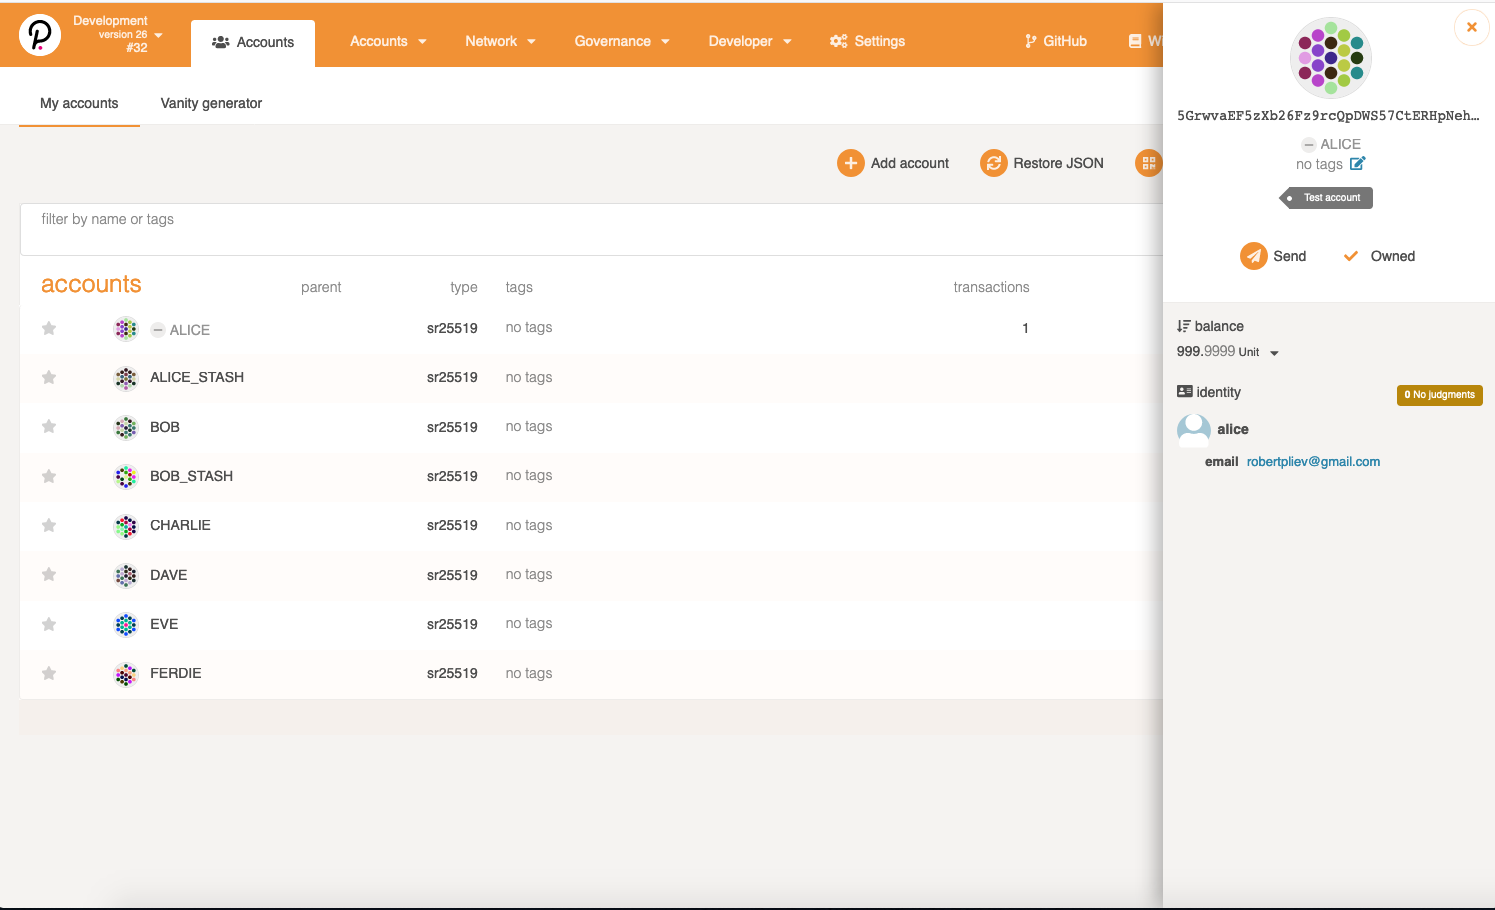 Development
version 26
#32
Accounts
Accounts
Network
Governance
Developer
Settings
GitHub
My accounts
Vanity generator
Add account
Restore JSON
filter by name or tags
accounts parent type tags transactions
ALICE sr25519 no tags 1
ALICE_STASH sr25519 no tags
BOB sr25519 no tags
BOB_STASH sr25519 no tags
CHARLIE sr25519 no tags
DAVE sr25519 no tags
EVE sr25519 no tags
FERDIE sr25519 no tags
5GrwvaEF5zXb26Fz9rcQpDWS57CtERHpNeh…
ALICE
no tags
Test account
Send
Owned
balance
999.9999 Unit
identity
0 No judgments
alice
email robertpliev@gmail.com